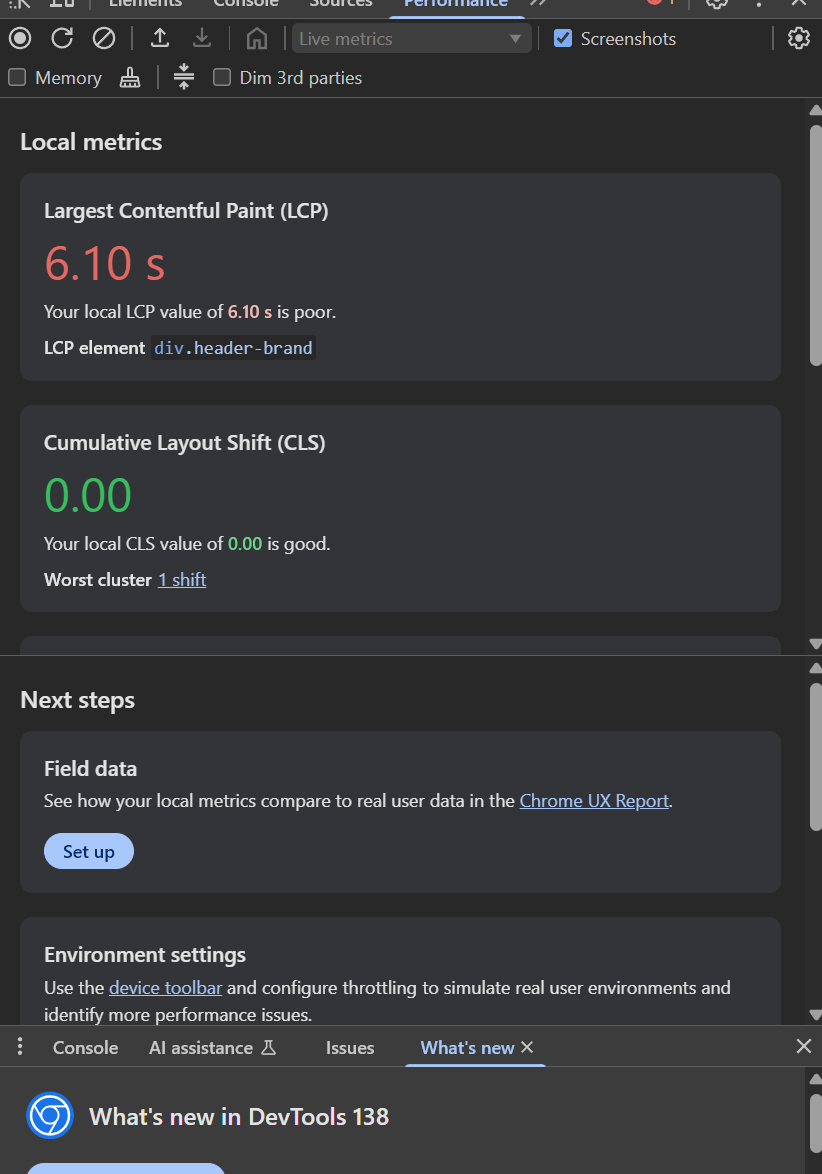 Elements Console Sources Performance
1
Live metrics Screenshots
Memory Dim 3rd parties
Local metrics
Largest Contentful Paint (LCP)
6.10 s
Your local LCP value of 6.10 s is poor.
LCP element div.header-brand
Cumulative Layout Shift (CLS)
0.00
Your local CLS value of 0.00 is good.
Worst cluster 1 shift
Next steps
Field data
See how your local metrics compare to real user data in the Chrome UX Report.
Set up
Environment settings
Use the device toolbar and configure throttling to simulate real user environments and
identify more performance issues.
Console AI assistance Issues What's new
What's new in DevTools 138